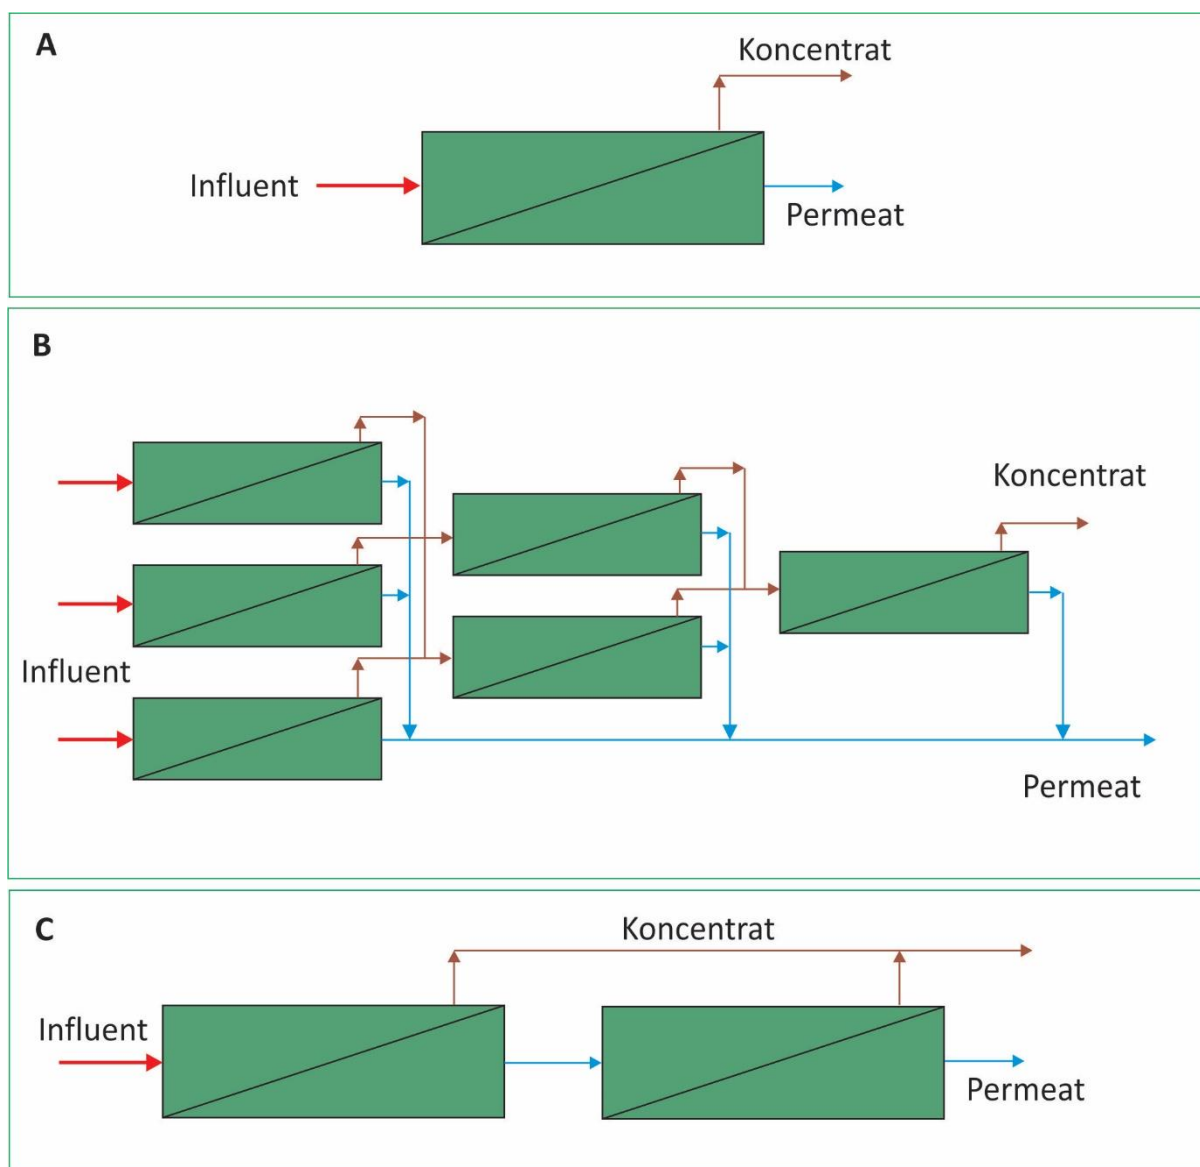 A
Koncentrat
Influent
Permeat
B
Koncentrat
Influent
Permeat
C
Koncentrat
Influent
Permeat